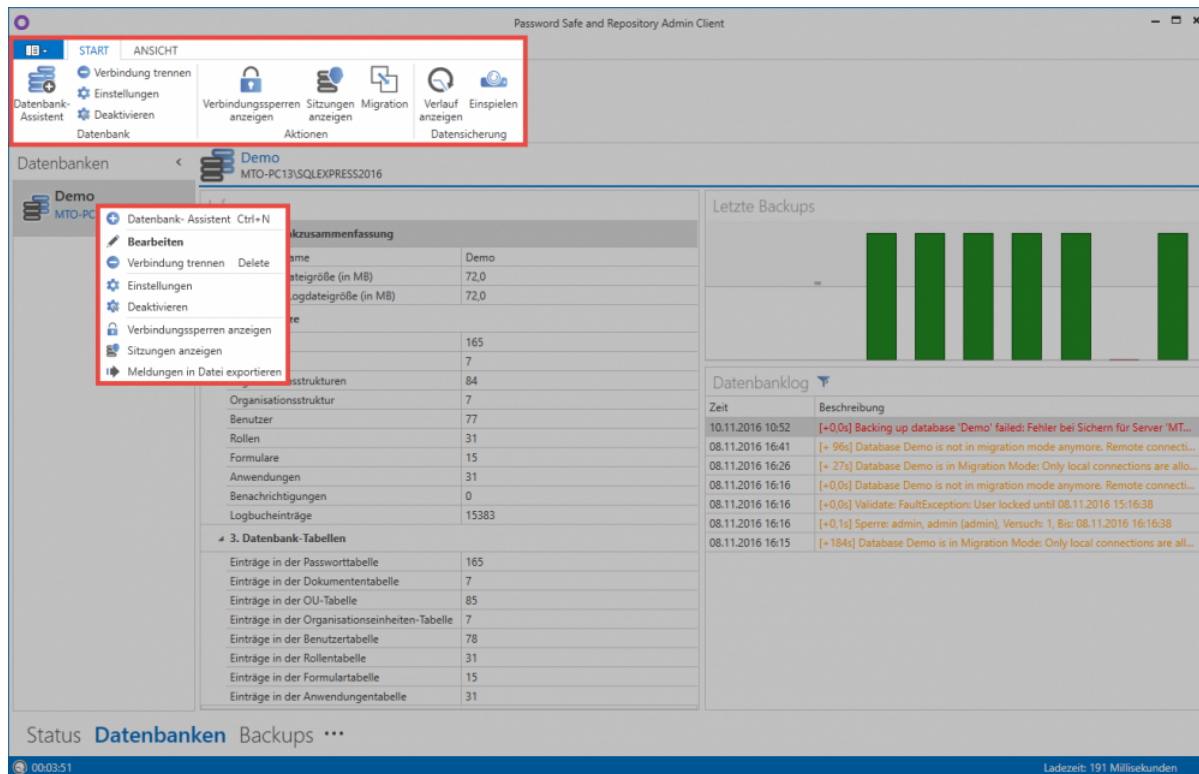 Password Safe and Repository Admin Client
START ANSICHT
Datenbank-Assistent
Verbindung trennen
Einstellungen
Deaktivieren
Datenbank
Verbindungssperren anzeigen
Sitzungen anzeigen
Migration
Aktionen
Verlauf anzeigen
Einspielen
Datensicherung
Datenbanken
Demo
MTO-PC13\SQLEXPRESS2016
Demo
MTO-PC
Datenbank- Assistent Ctrl+N
Bearbeiten
Verbindung trennen Delete
Einstellungen
Deaktivieren
Verbindungssperren anzeigen
Sitzungen anzeigen
Meldungen in Datei exportieren
kzusammenfassung
ame Demo
ateigröße (in MB) 72,0
ogdateigröße (in MB) 72,0
re
165
7
sstrukturen 84
Organisationsstruktur 7
Benutzer 77
Rollen 31
Formulare 15
Anwendungen 31
Benachrichtigungen 0
Logbucheinträge 15383
3. Datenbank-Tabellen
Einträge in der Passworttabelle 165
Einträge in der Dokumententabelle 7
Einträge in der OU-Tabelle 85
Einträge in der Organisationseinheiten-Tabelle 7
Einträge in der Benutzertabelle 78
Einträge in der Rollentabelle 31
Einträge in der Formulartabelle 15
Einträge in der Anwendungentabelle 31
Letzte Backups
Datenbanklog
Zeit Beschreibung
10.11.2016 10:52 [+0,0s] Backing up database 'Demo' failed: Fehler bei Sichern für Server 'MT...
08.11.2016 16:41 [+ 96s] Database Demo is not in migration mode anymore. Remote connecti...
08.11.2016 16:26 [+ 27s] Database Demo is in Migration Mode: Only local connections are allo...
08.11.2016 16:16 [+0,0s] Database Demo is not in migration mode anymore. Remote connecti...
08.11.2016 16:16 [+0,0s] Validate: FaultException: User locked until 08.11.2016 15:16:38
08.11.2016 16:16 [+0,1s] Sperre: admin, admin (admin), Versuch: 1, Bis: 08.11.2016 16:16:38
08.11.2016 16:15 [+184s] Database Demo is in Migration Mode: Only local connections are all...
Status Datenbanken Backups ...
00:03:51
Ladezeit: 191 Millisekunden